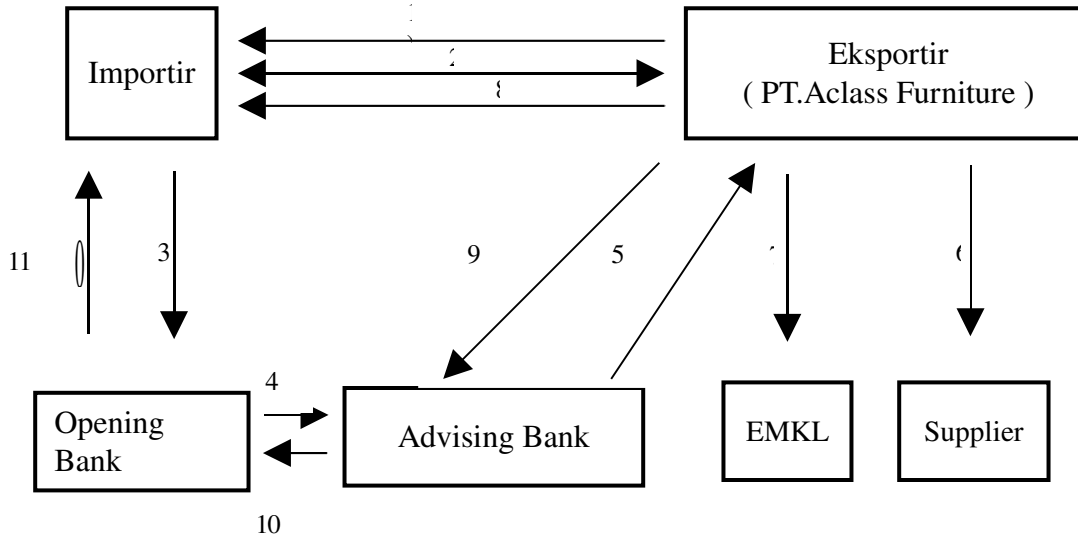 Importir
Eksportir
( PT.Aclass Furniture )
11
3
9
5
4
Opening
Bank
Advising Bank
EMKL
Supplier
10